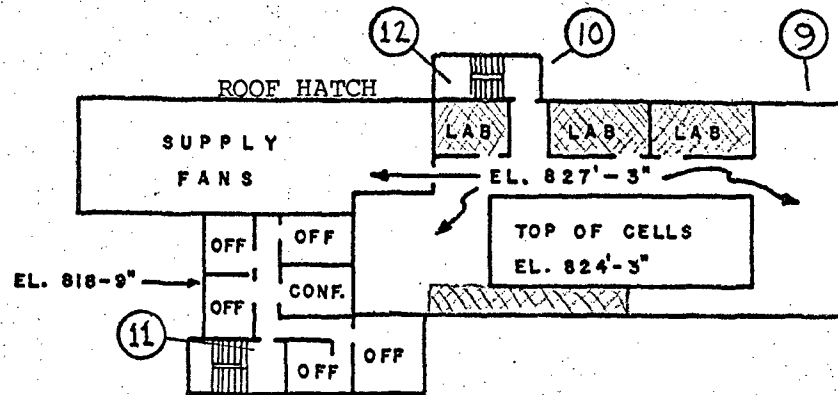 12
10
9
ROOF HATCH
SUPPLY
FANS
LAB
LAB
LAB
EL. 827'-3"
TOP OF CELLS
EL. 824'-3"
OFF
OFF
EL. 818-9"
OFF
CONF.
11
OFF
OFF